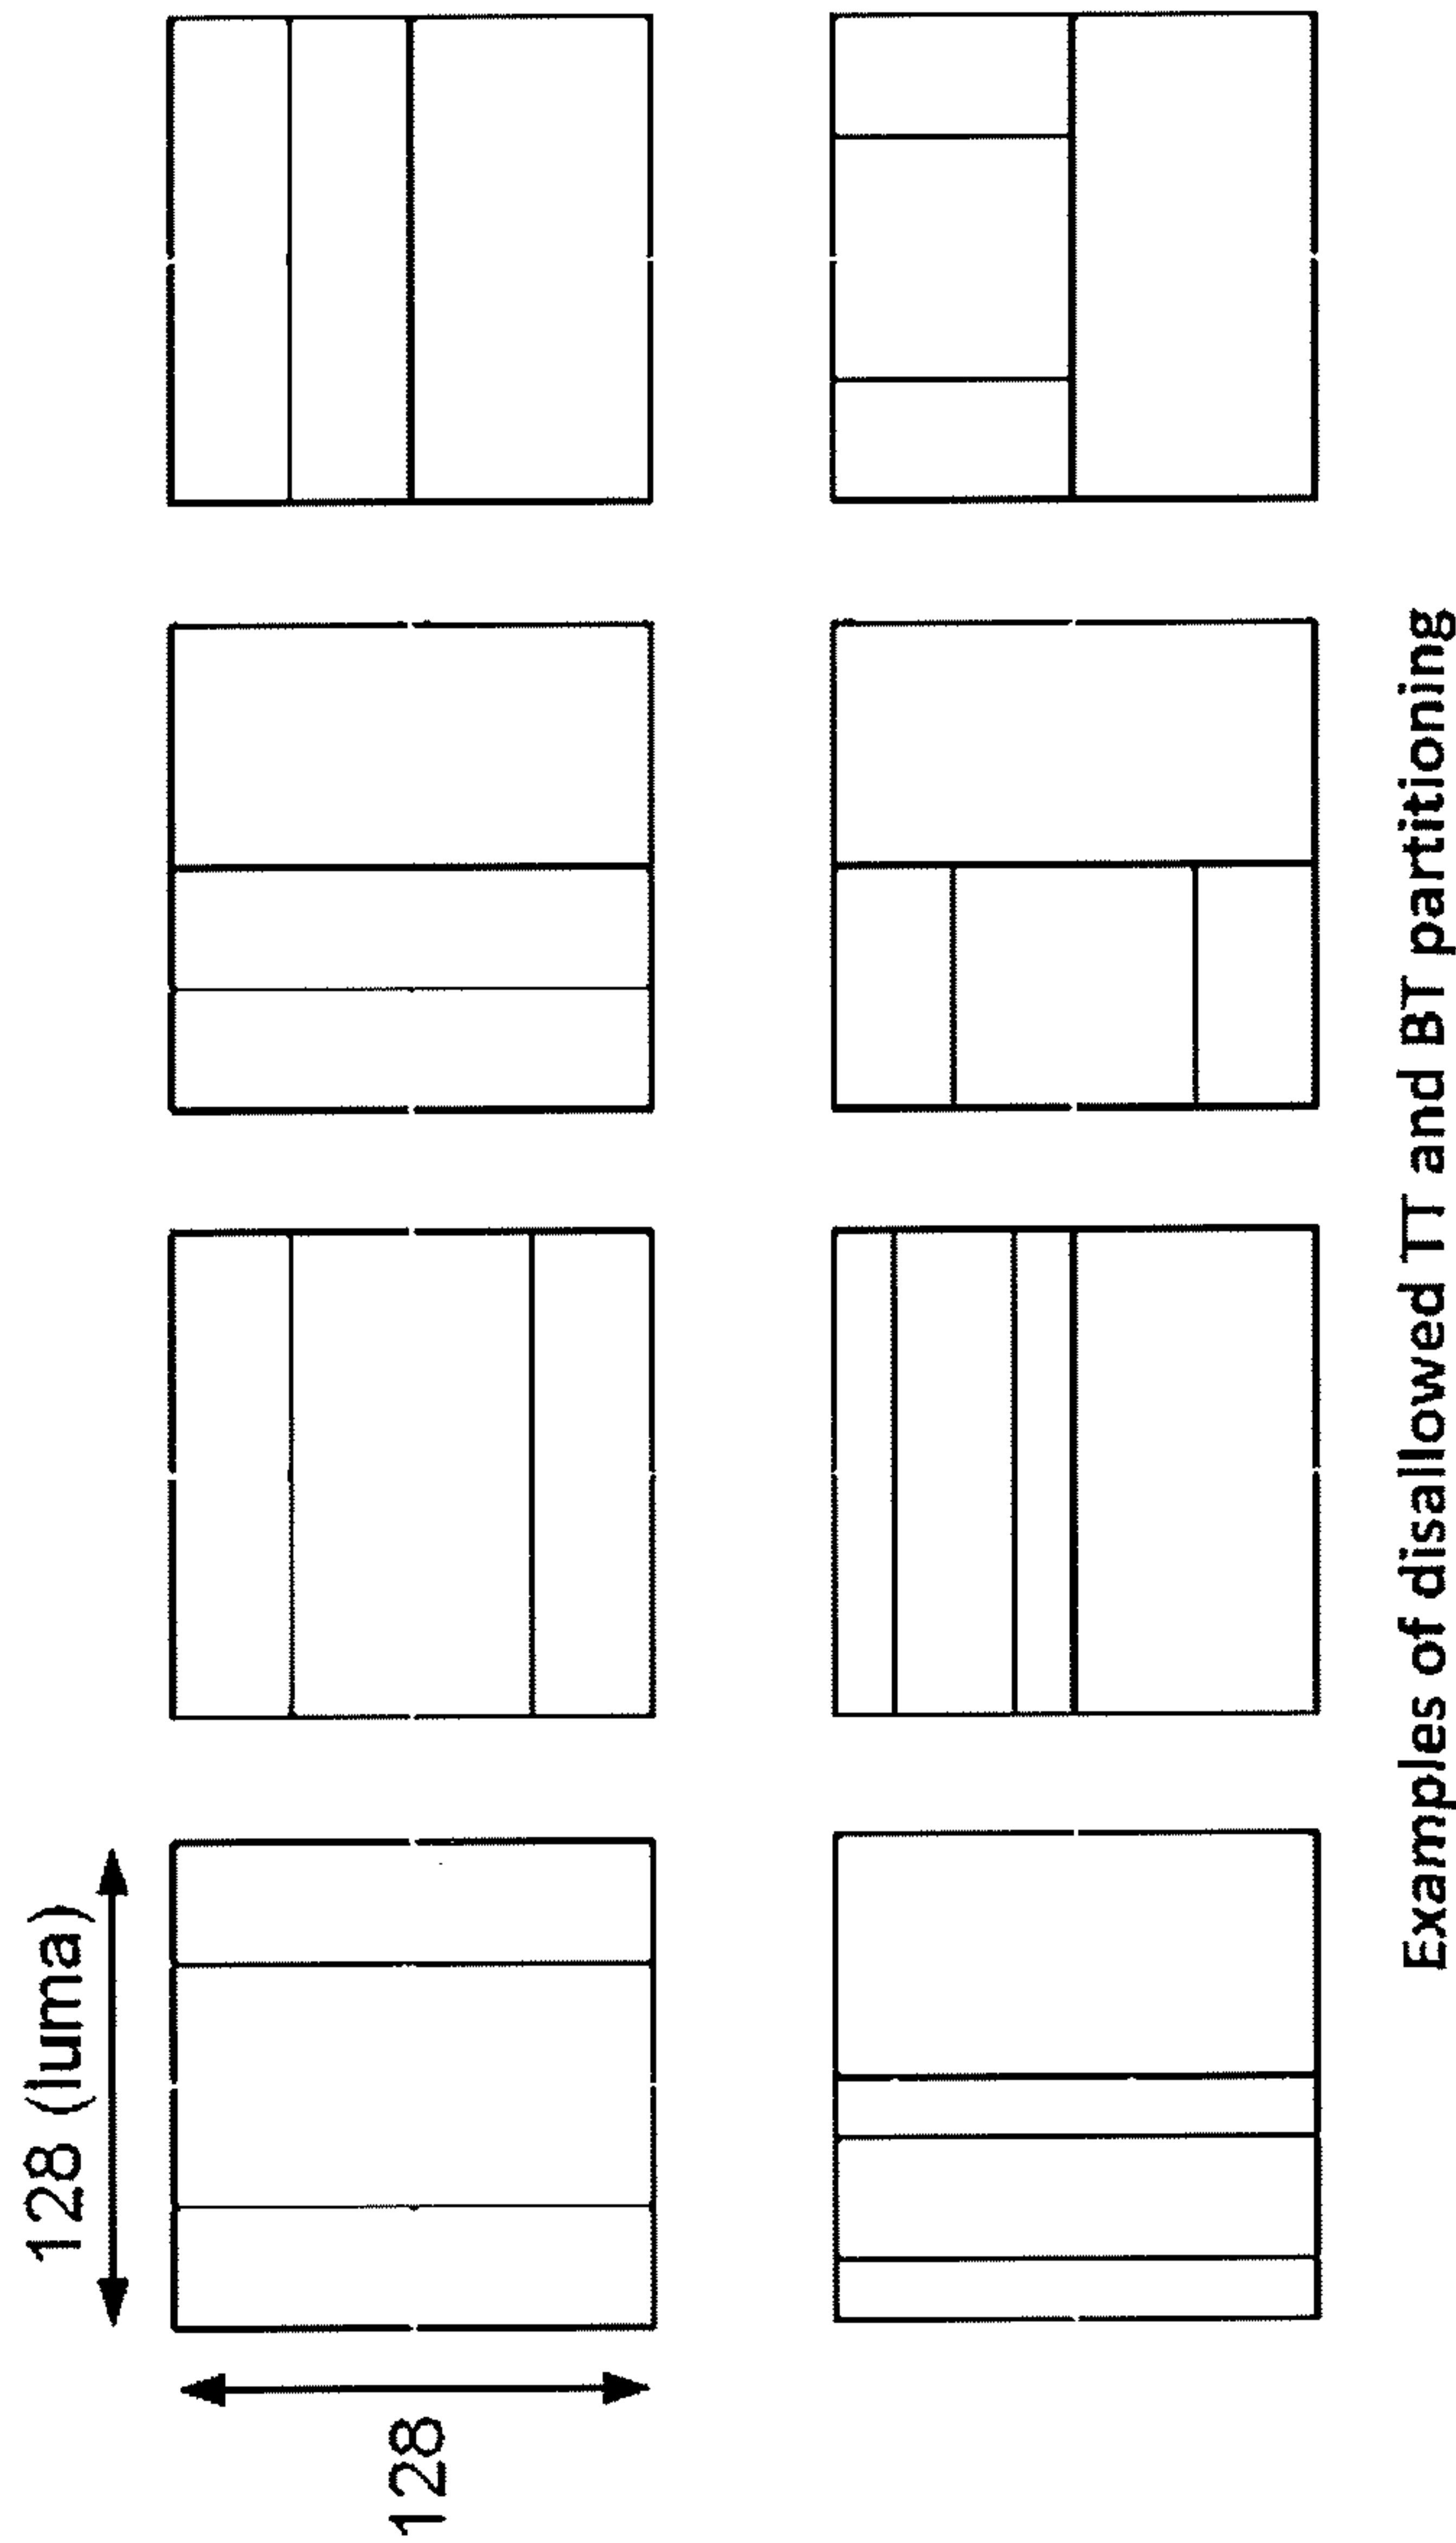 128 (luma)
128
Examples of disallowed TT and BT partitioning